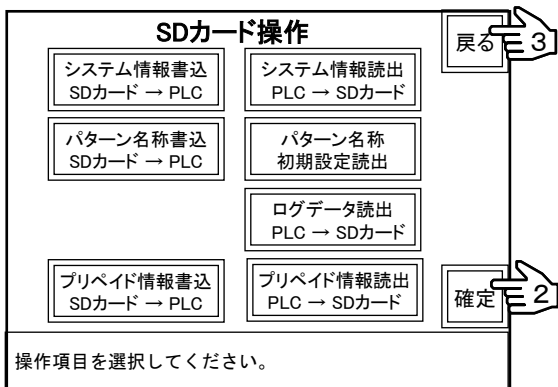 SDカード操作
戻る
3
システム情報書込
SDカード → PLC
システム情報読出
PLC → SDカード
パターン名称書込
SDカード → PLC
パターン名称
初期設定読出
ログデータ読出
PLC → SDカード
プリペイド情報書込
SDカード → PLC
プリペイド情報読出
PLC → SDカード
確定
2
操作項目を選択してください。